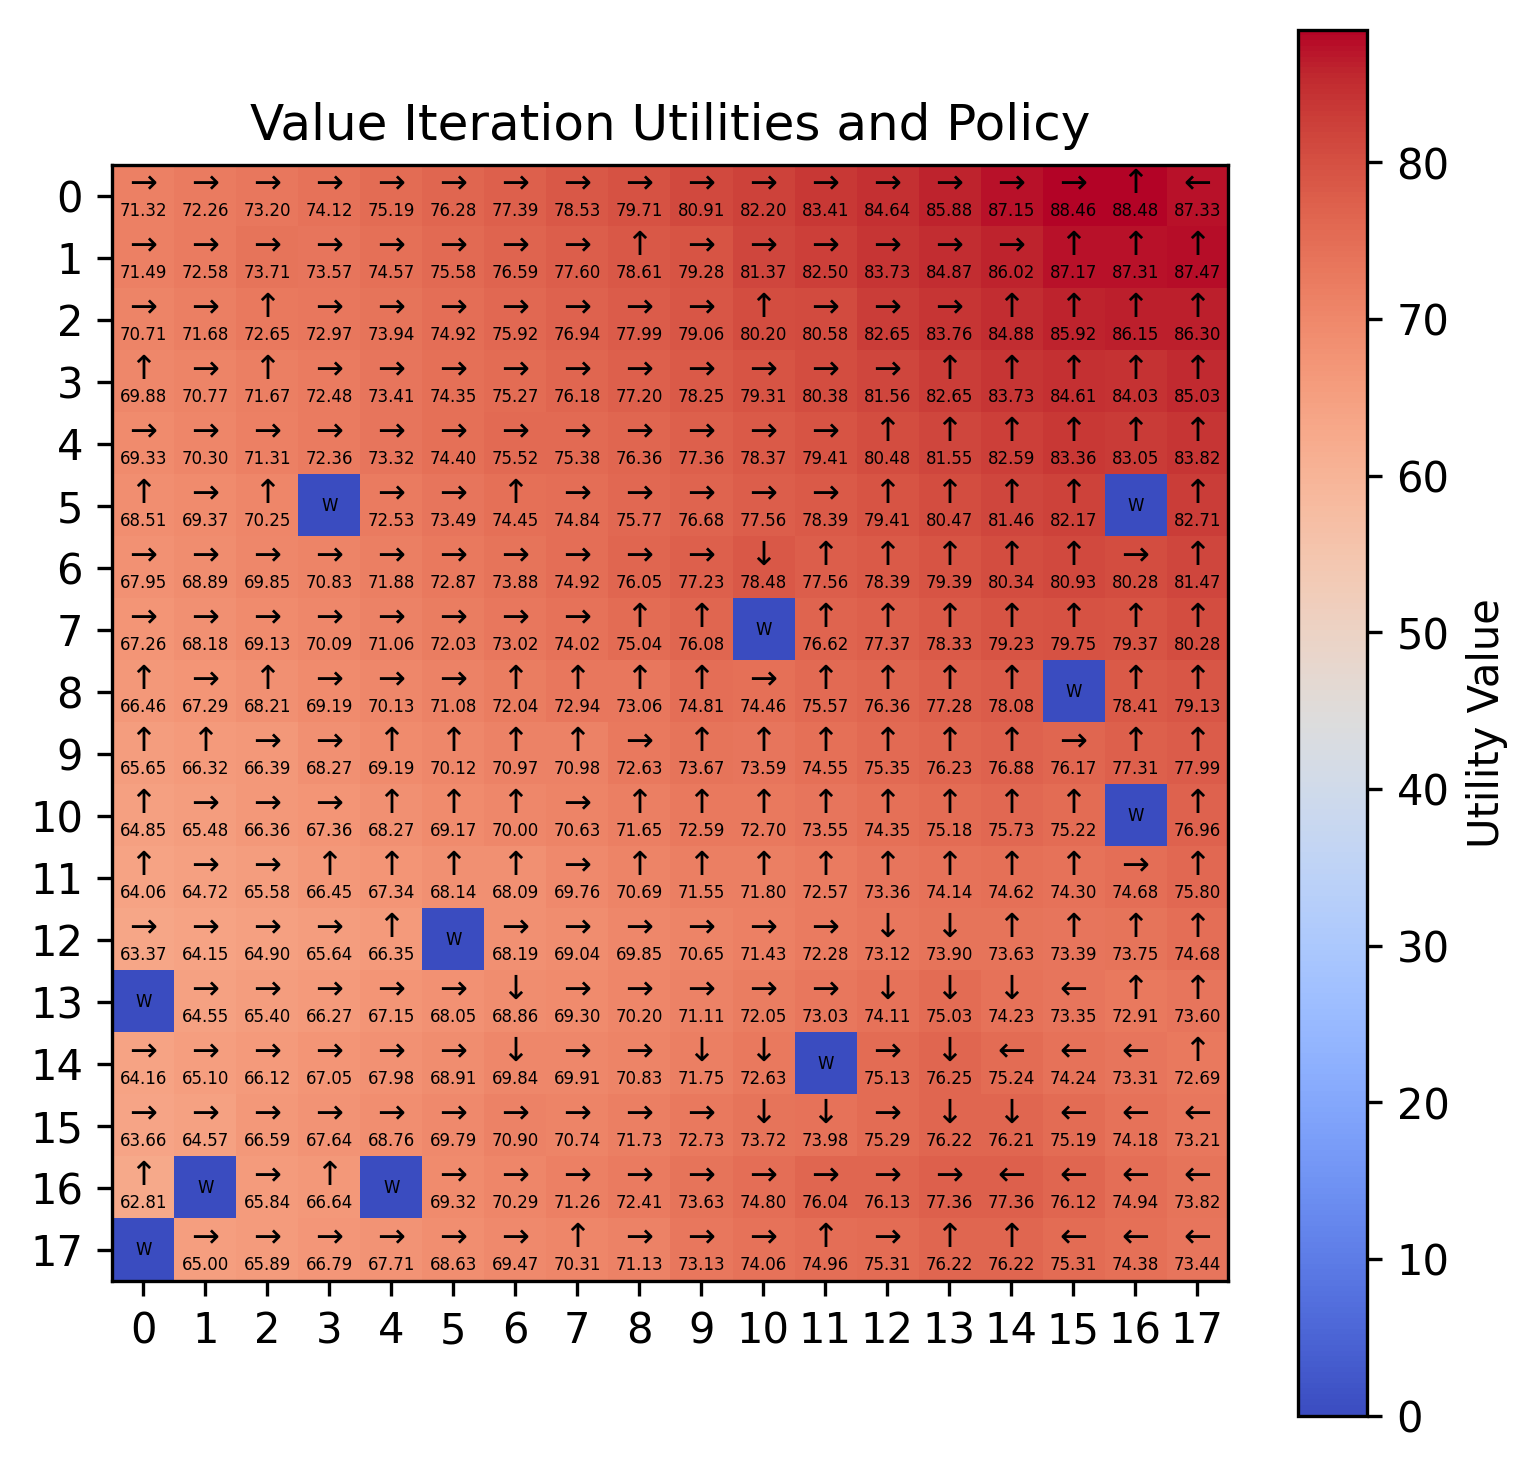 Value Iteration Utilities and Policy
0 → → → → → → → → → → → → → → → → ↑ ←
71.32 72.26 73.20 74.12 75.19 76.28 77.39 78.53 79.71 80.91 82.20 83.41 84.64 85.88 87.15 88.46 88.48 87.33
1 → → → → → → → → ↑ → → → → → → ↑ ↑ ↑
71.49 72.58 73.71 73.57 74.57 75.58 76.59 77.60 78.61 79.28 81.37 82.50 83.73 84.87 86.02 87.17 87.31 87.47
2 → → ↑ → → → → → → → ↑ → → → ↑ ↑ ↑ ↑
70.71 71.68 72.65 72.97 73.94 74.92 75.92 76.94 77.99 79.06 80.20 80.58 82.65 83.76 84.88 85.92 86.15 86.30
3 ↑ → ↑ → → → → → → → → → → ↑ ↑ ↑ ↑ ↑
69.88 70.77 71.67 72.48 73.41 74.35 75.27 76.18 77.20 78.25 79.31 80.38 81.56 82.65 83.73 84.61 84.03 85.03
4 → → → → → → → → → → → → ↑ ↑ ↑ ↑ ↑ ↑
69.33 70.30 71.31 72.36 73.32 74.40 75.52 75.38 76.36 77.36 78.37 79.41 80.48 81.55 82.59 83.36 83.05 83.82
5 ↑ → ↑ W → → ↑ → → → → → ↑ ↑ ↑ ↑ W ↑
68.51 69.37 70.25 72.53 73.49 74.45 74.84 75.77 76.68 77.56 78.39 79.41 80.47 81.46 82.17 82.71
6 → → → → → → → → → → ↓ ↑ ↑ ↑ ↑ ↑ → ↑
67.95 68.89 69.85 70.83 71.88 72.87 73.88 74.92 76.05 77.23 78.48 77.56 78.39 79.39 80.34 80.93 80.28 81.47
7 → → → → → → → → ↑ ↑ W ↑ ↑ ↑ ↑ ↑ ↑ ↑
67.26 68.18 69.13 70.09 71.06 72.03 73.02 74.02 75.04 76.08 76.62 77.37 78.33 79.23 79.75 79.37 80.28
8 ↑ → ↑ → → → ↑ ↑ ↑ ↑ → ↑ ↑ ↑ ↑ W ↑ ↑
66.46 67.29 68.21 69.19 70.13 71.08 72.04 72.94 73.06 74.81 74.46 75.57 76.36 77.28 78.08 78.41 79.13
9 ↑ ↑ → → ↑ ↑ ↑ ↑ → ↑ ↑ ↑ ↑ ↑ ↑ → ↑ ↑
65.65 66.32 66.39 68.27 69.19 70.12 70.97 70.98 72.63 73.67 73.59 74.55 75.35 76.23 76.88 76.17 77.31 77.99
10 ↑ → → → ↑ ↑ ↑ → ↑ ↑ ↑ ↑ ↑ ↑ ↑ ↑ W ↑
64.85 65.48 66.36 67.36 68.27 69.17 70.00 70.63 71.65 72.59 72.70 73.55 74.35 75.18 75.73 75.22 76.96
11 ↑ → → ↑ ↑ ↑ ↑ → ↑ ↑ ↑ ↑ ↑ ↑ ↑ ↑ → ↑
64.06 64.72 65.58 66.45 67.34 68.14 68.09 69.76 70.69 71.55 71.80 72.57 73.36 74.14 74.62 74.30 74.68 75.80
12 → → → → ↑ W → → → → → → ↓ ↓ ↑ ↑ ↑ ↑
63.37 64.15 64.90 65.64 66.35 68.19 69.04 69.85 70.65 71.43 72.28 73.12 73.90 73.63 73.39 73.75 74.68
13 W → → → → → ↓ → → → → → ↓ ↓ ↓ ← ↑ ↑
64.55 65.40 66.27 67.15 68.05 68.86 69.30 70.20 71.11 72.05 73.03 74.11 75.03 74.23 73.35 72.91 73.60
14 → → → → → → ↓ → → ↓ ↓ W → ↓ ← ← ← ↑
64.16 65.10 66.12 67.05 67.98 68.91 69.84 69.91 70.83 71.75 72.63 75.13 76.25 75.24 74.24 73.31 72.69
15 → → → → → → → → → → ↓ ↓ → ↓ ↓ ← ← ←
63.66 64.57 66.59 67.64 68.76 69.79 70.90 70.74 71.73 72.73 73.72 73.98 75.29 76.22 76.21 75.19 74.18 73.21
16 ↑ W → ↑ W → → → → → → → → → ← ← ← ←
62.81 65.84 66.64 69.32 70.29 71.26 72.41 73.63 74.80 76.04 76.13 77.36 77.36 76.12 74.94 73.82
17 W → → → → → → ↑ → → → ↑ → ↑ ↑ ← ← ←
65.00 65.89 66.79 67.71 68.63 69.47 70.31 71.13 73.13 74.06 74.96 75.31 76.22 76.22 75.31 74.38 73.44
0 1 2 3 4 5 6 7 8 9 10 11 12 13 14 15 16 17
80
70
60
50
40
30
20
10
0
Utility Value